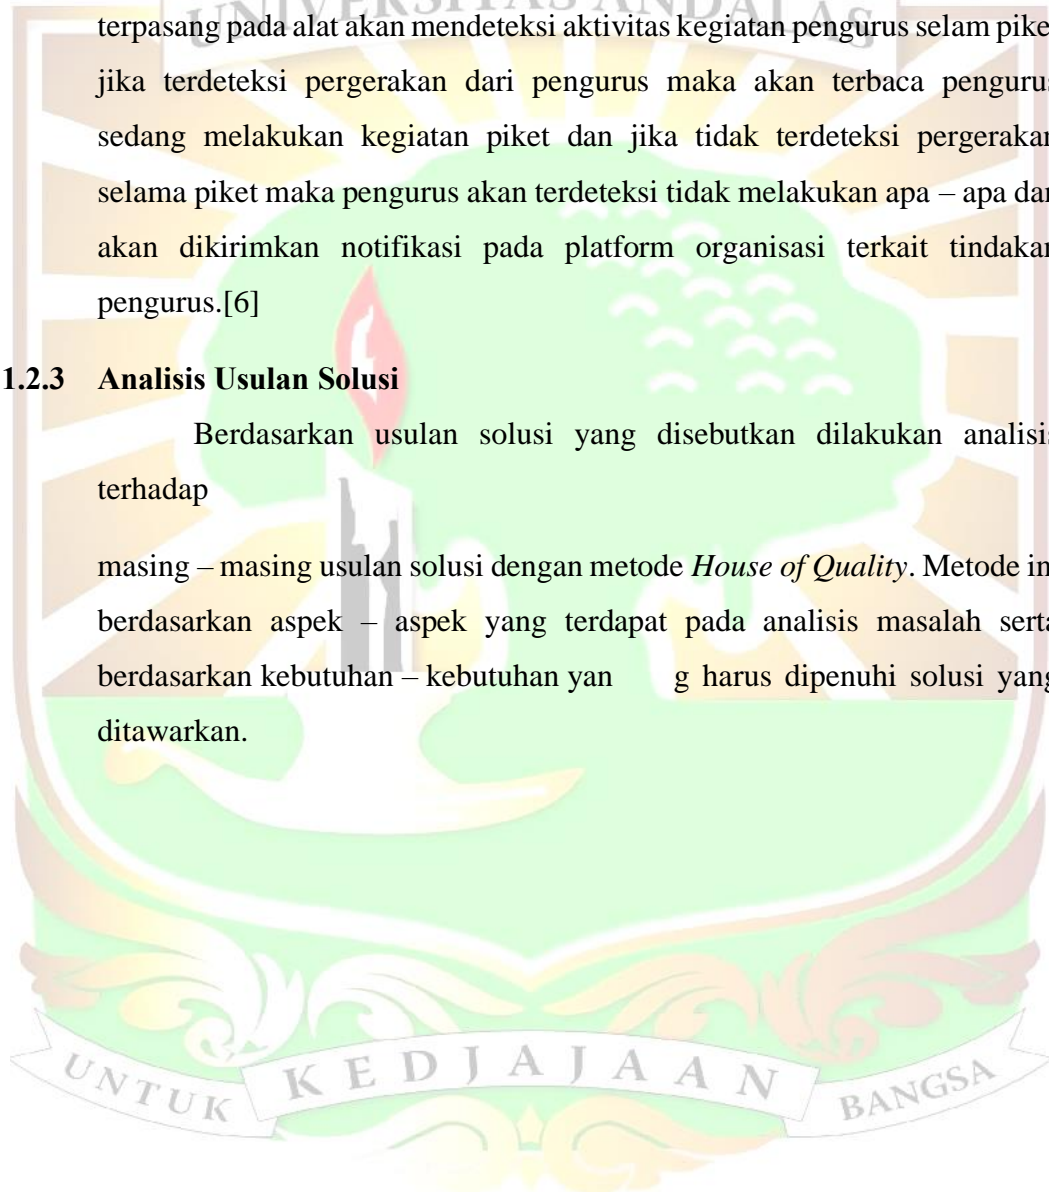 UNIVERSITAS ANDALAS
terpasang pada alat akan mendeteksi aktivitas kegiatan pengurus selam pike
jika terdeteksi pergerakan dari pengurus maka akan terbaca pengurus
sedang melakukan kegiatan piket dan jika tidak terdeteksi pergerakan
selama piket maka pengurus akan terdeteksi tidak melakukan apa – apa dan
akan dikirimkan notifikasi pada platform organisasi terkait tindakan
pengurus.[6]
1.2.3 Analisis Usulan Solusi
Berdasarkan usulan solusi yang disebutkan dilakukan analisis
terhadap
masing – masing usulan solusi dengan metode House of Quality. Metode in
berdasarkan aspek – aspek yang terdapat pada analisis masalah serta
berdasarkan kebutuhan – kebutuhan yan g harus dipenuhi solusi yang
ditawarkan.
UNTUK KEDJAJAAN BANGSA